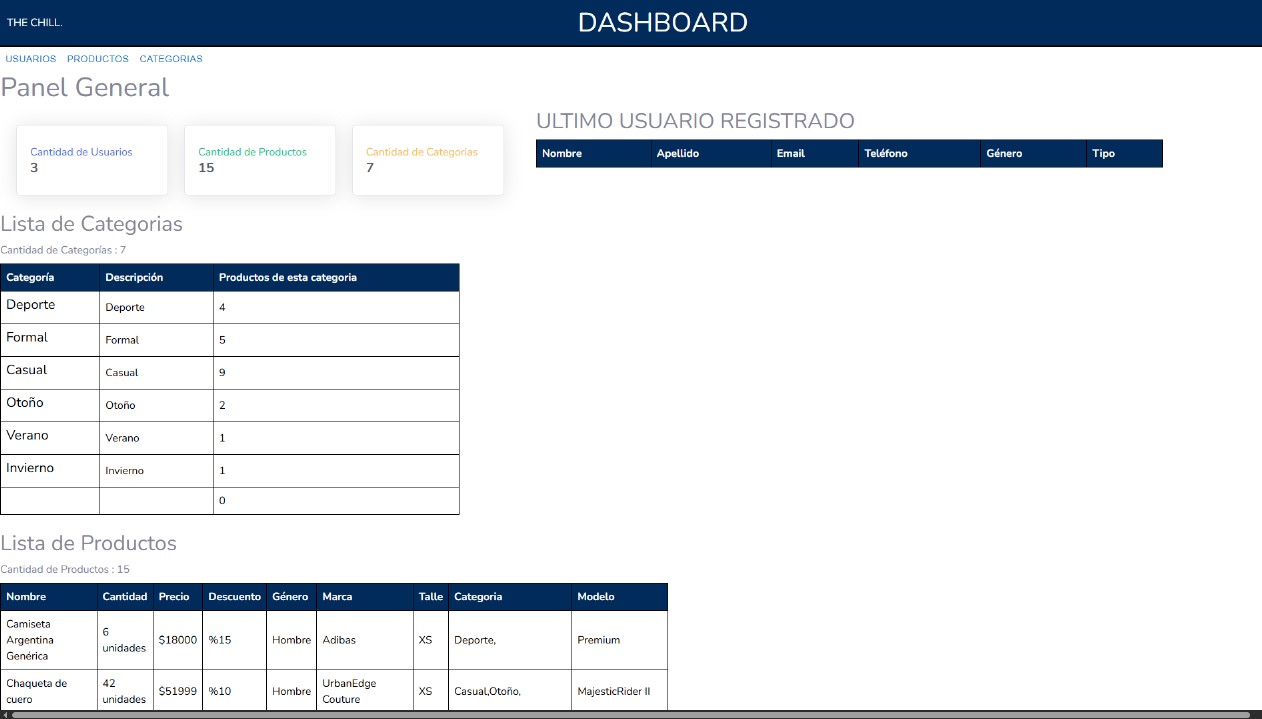 THE CHILL.
DASHBOARD
USUARIOS PRODUCTOS CATEGORIAS
Panel General
Cantidad de Usuarios
3
Cantidad de Productos
15
Cantidad de Categorias
7
ULTIMO USUARIO REGISTRADO
Nombre Apellido Email Teléfono Género Tipo
Lista de Categorias
Cantidad de Categorías : 7
Categoría Descripción Productos de esta categoria
Deporte Deporte 4
Formal Formal 5
Casual Casual 9
Otoño Otoño 2
Verano Verano 1
Invierno Invierno 1
0
Lista de Productos
Cantidad de Productos : 15
Nombre Cantidad Precio Descuento Género Marca Talle Categoria Modelo
Camiseta
Argentina
Genérica
6
unidades
$18000 %15 Hombre Adibas XS Deporte, Premium
Chaqueta de
cuero
42
unidades
$51999 %10 Hombre
UrbanEdge
Couture
XS Casual,Otoño, MajesticRider II